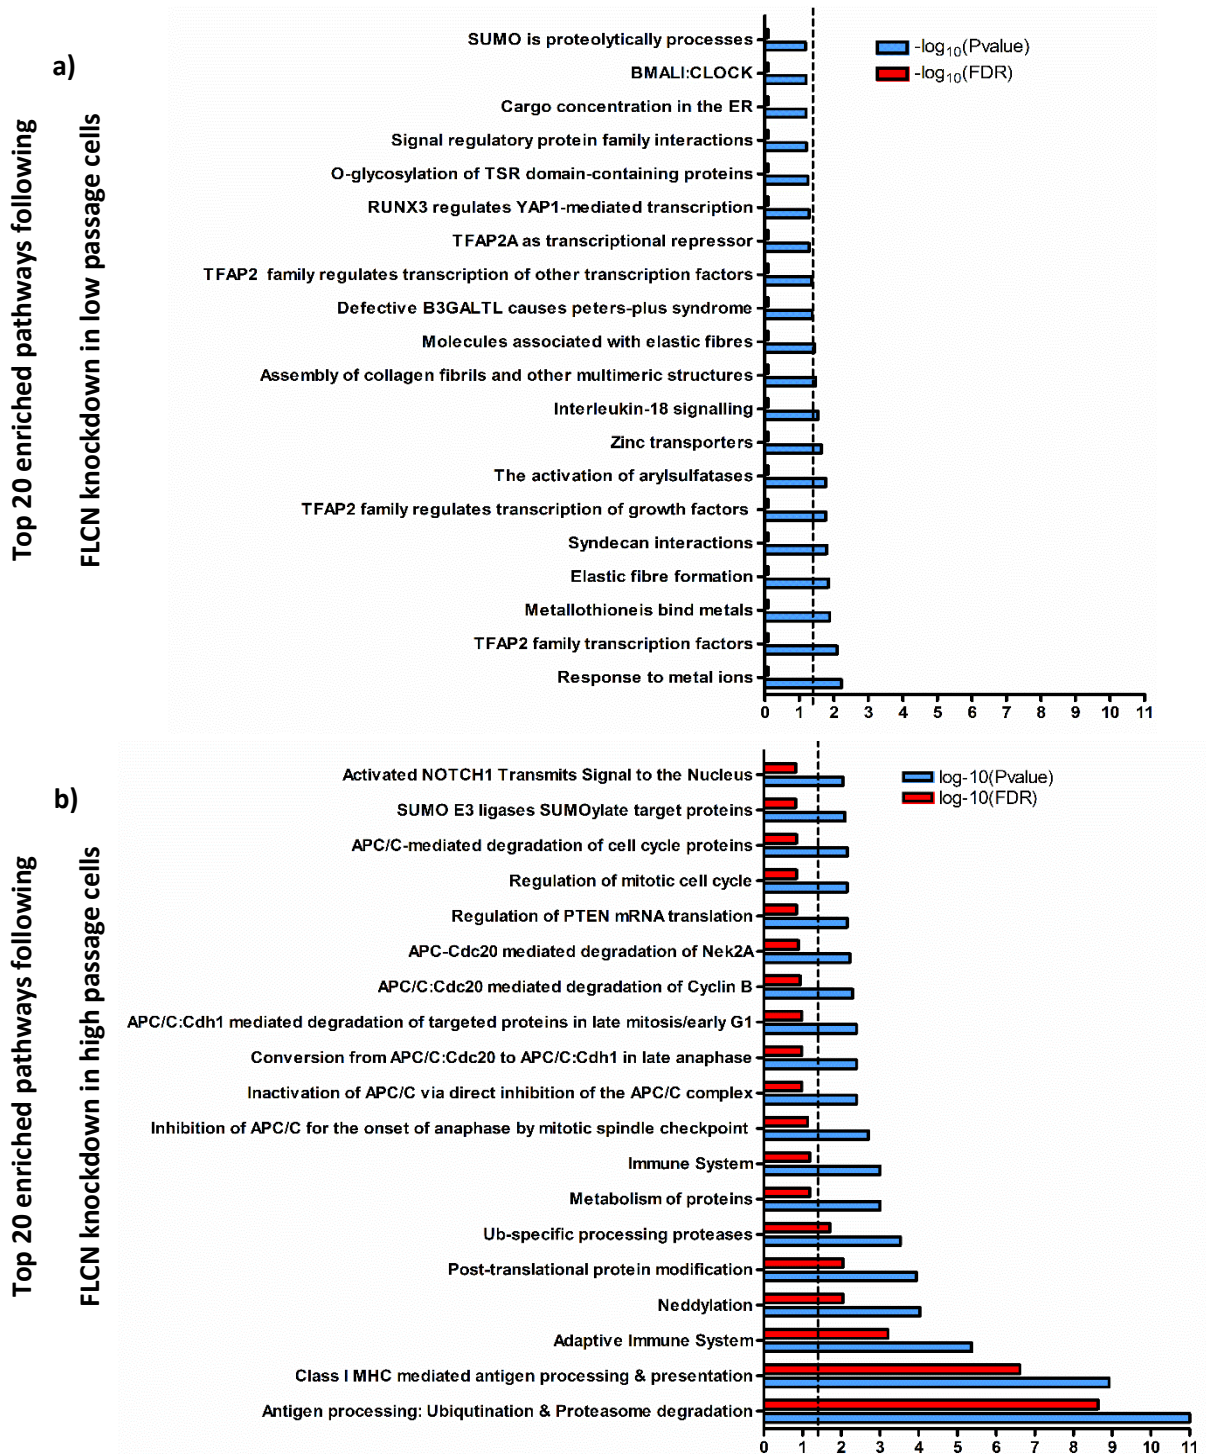 a)
Top 20 enriched pathways following
FLCN knockdown in low passage cells
-log10(Pvalue)
-log10(FDR)
SUMO is proteolytically processes
BMALI:CLOCK
Cargo concentration in the ER
Signal regulatory protein family interactions
O-glycosylation of TSR domain-containing proteins
RUNX3 regulates YAP1-mediated transcription
TFAP2A as transcriptional repressor
TFAP2 family regulates transcription of other transcription factors
Defective B3GALTL causes peters-plus syndrome
Molecules associated with elastic fibres
Assembly of collagen fibrils and other multimeric structures
Interleukin-18 signalling
Zinc transporters
The activation of arylsulfatases
TFAP2 family regulates transcription of growth factors
Syndecan interactions
Elastic fibre formation
Metallothioneis bind metals
TFAP2 family transcription factors
Response to metal ions
0 1 2 3 4 5 6 7 8 9 10 11
b)
Top 20 enriched pathways following
FLCN knockdown in high passage cells
log-10(Pvalue)
log-10(FDR)
Activated NOTCH1 Transmits Signal to the Nucleus
SUMO E3 ligases SUMOylate target proteins
APC/C-mediated degradation of cell cycle proteins
Regulation of mitotic cell cycle
Regulation of PTEN mRNA translation
APC-Cdc20 mediated degradation of Nek2A
APC/C:Cdc20 mediated degradation of Cyclin B
APC/C:Cdh1 mediated degradation of targeted proteins in late mitosis/early G1
Conversion from APC/C:Cdc20 to APC/C:Cdh1 in late anaphase
Inactivation of APC/C via direct inhibition of the APC/C complex
Inhibition of APC/C for the onset of anaphase by mitotic spindle checkpoint
Immune System
Metabolism of proteins
Ub-specific processing proteases
Post-translational protein modification
Neddylation
Adaptive Immune System
Class I MHC mediated antigen processing & presentation
Antigen processing: Ubiqutination & Proteasome degradation
0 1 2 3 4 5 6 7 8 9 10 11